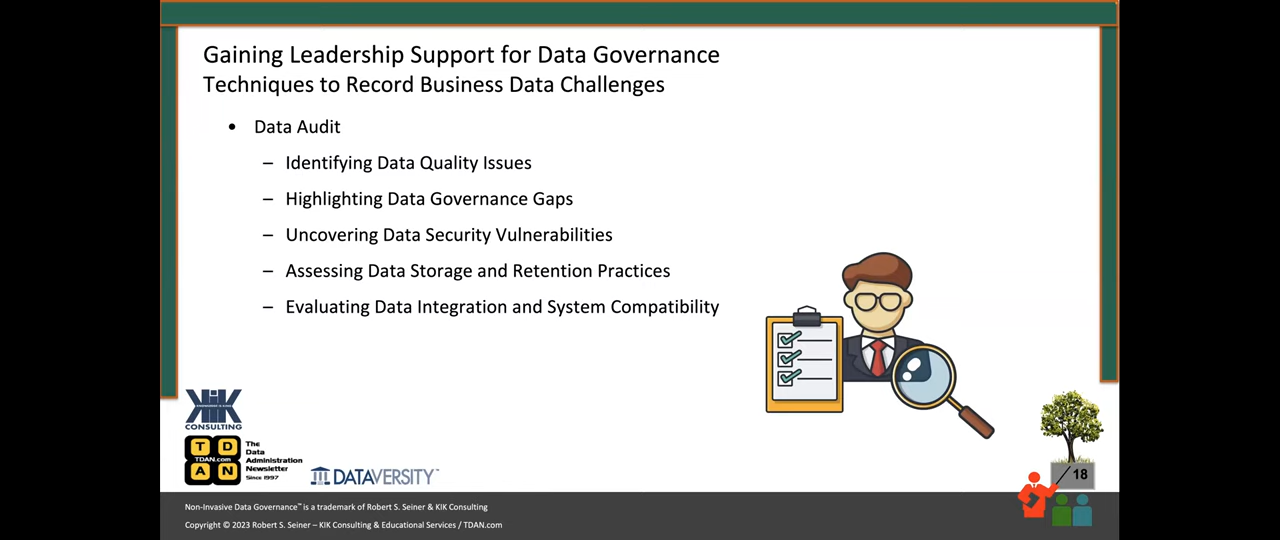 Gaining Leadership Support for Data Governance
Techniques to Record Business Data Challenges
• Data Audit
– Identifying Data Quality Issues
– Highlighting Data Governance Gaps
– Uncovering Data Security Vulnerabilities
– Assessing Data Storage and Retention Practices
– Evaluating Data Integration and System Compatibility
KIK
CONSULTING
T D
TDAN.com
A N
The
Data
Administration
Newsletter
Since 1997
DATAVERSITY™
18
Non-Invasive Data Governance™ is a trademark of Robert S. Seiner & KIK Consulting
Copyright © 2023 Robert S. Seiner – KIK Consulting & Educational Services / TDAN.com